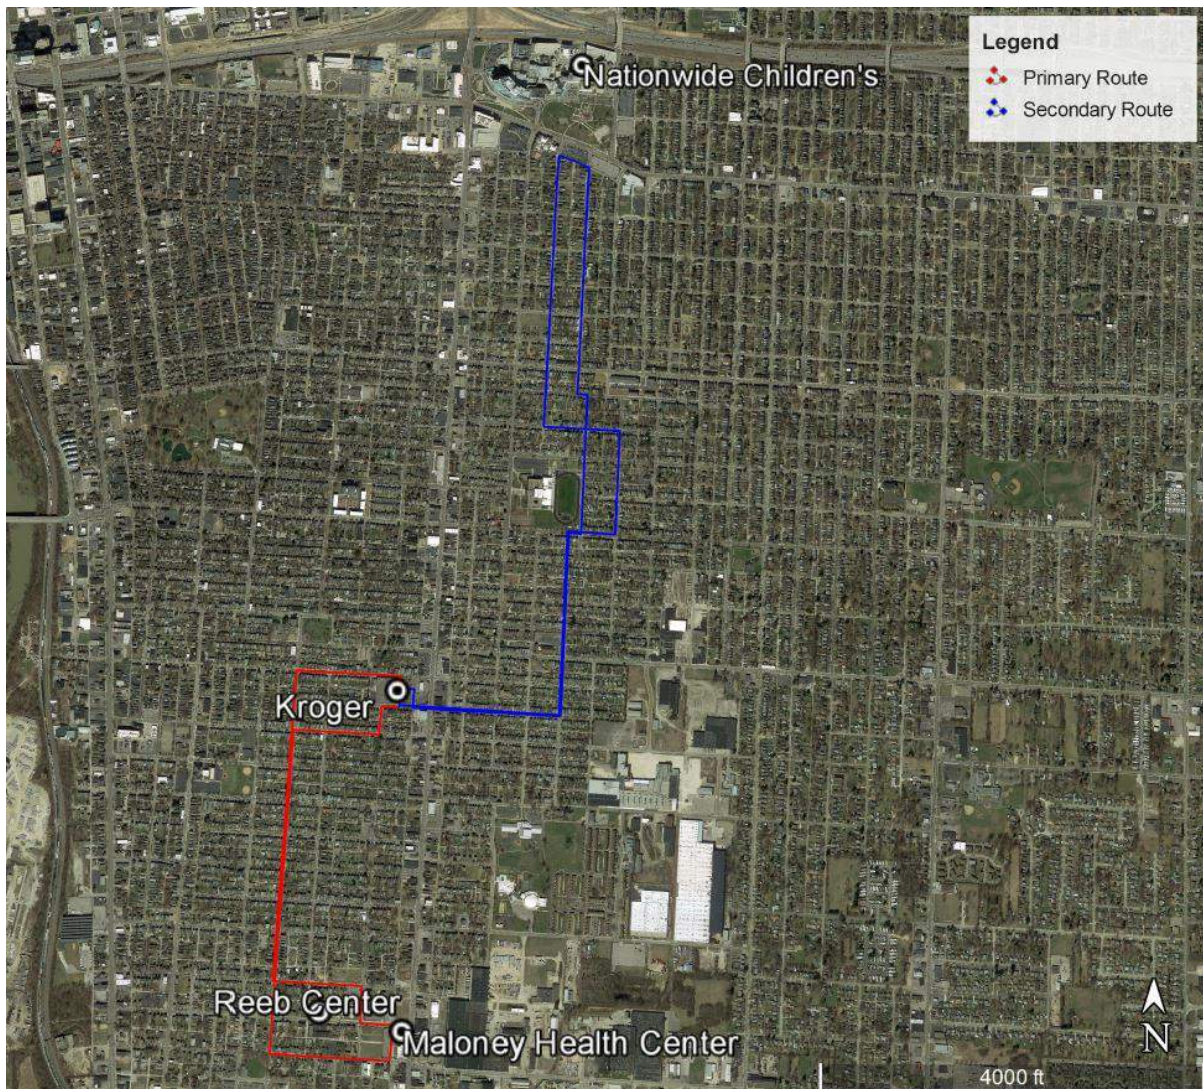 Legend
Primary Route
Secondary Route
Nationwide Children's
Kroger
Reeb Center
Maloney Health Center
N
4000 ft